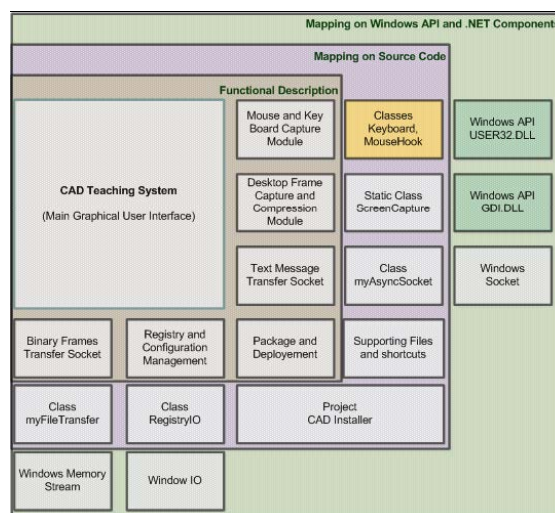 Mapping on Windows API and .NET Components
Mapping on Source Code
Functional Description
CAD Teaching System
(Main Graphical User Interface)
Mouse and Key
Board Capture
Module
Classes
Keyboard,
MouseHook
Windows API
USER32.DLL
Desktop Frame
Capture and
Compression
Module
Static Class
ScreenCapture
Windows API
GDI.DLL
Text Message
Transfer Socket
Class
myAsyncSocket
Windows
Socket
Binary Frames
Transfer Socket
Registry and
Configuration
Management
Package and
Deployement
Supporting Files
and shortcuts
Class
myFileTransfer
Class
RegistryIO
Project
CAD Installer
Windows Memory
Stream
Window IO